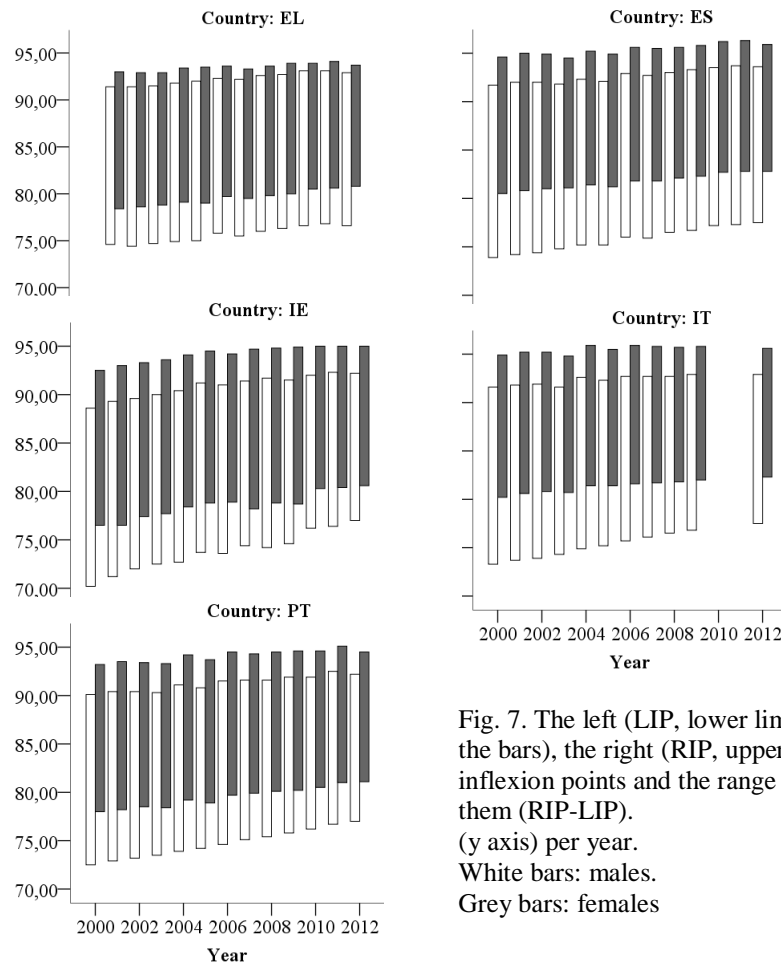 Country: EL
95,00
90,00
85,00
80,00
75,00
70,00
Country: ES
Country: IE
95,00
90,00
85,00
80,00
75,00
70,00
Country: IT
2000 2002 2004 2006 2008 2010 2012
Year
Country: PT
95,00
90,00
85,00
80,00
75,00
70,00
2000 2002 2004 2006 2008 2010 2012
Year
Fig. 7. The left (LIP, lower lim
the bars), the right (RIP, upper
inflexion points and the range
them (RIP-LIP).
(y axis) per year.
White bars: males.
Grey bars: females